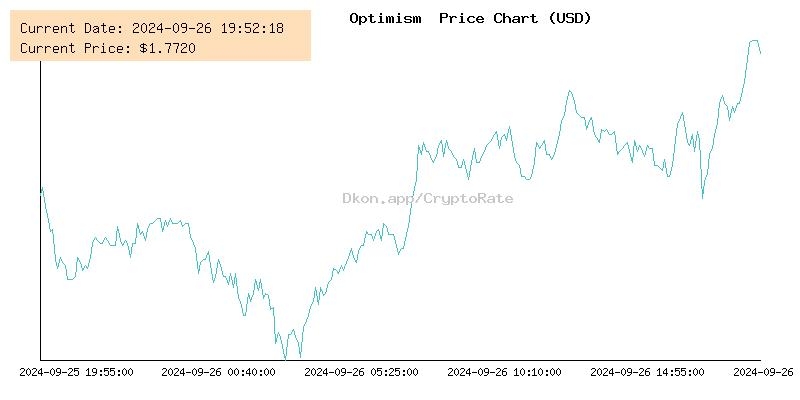 Optimism  Price Chart (USD)
Current Date: 2024-09-26 19:52:18
Current Price: $1.7720
Dkon.app/CryptoRate
2024-09-25 19:55:00 2024-09-26 00:40:00 2024-09-26 05:25:00 2024-09-26 10:10:00 2024-09-26 14:55:00 2024-09-26